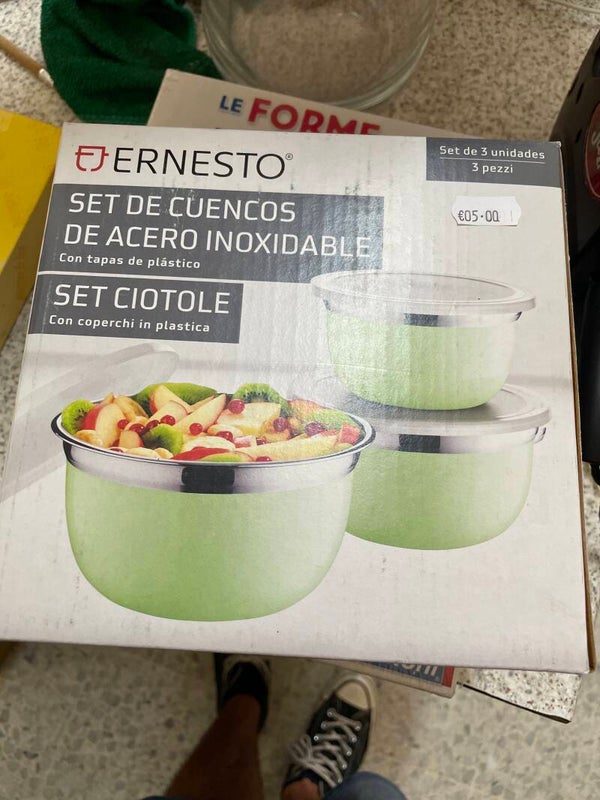 LE FORME
ERNESTO®
Set de 3 unidades
3 pezzi
€05.00
SET DE CUENCOS
DE ACERO INOXIDABLE
Con tapas de plástico
SET CIOTOLE
Con coperchi in plastica